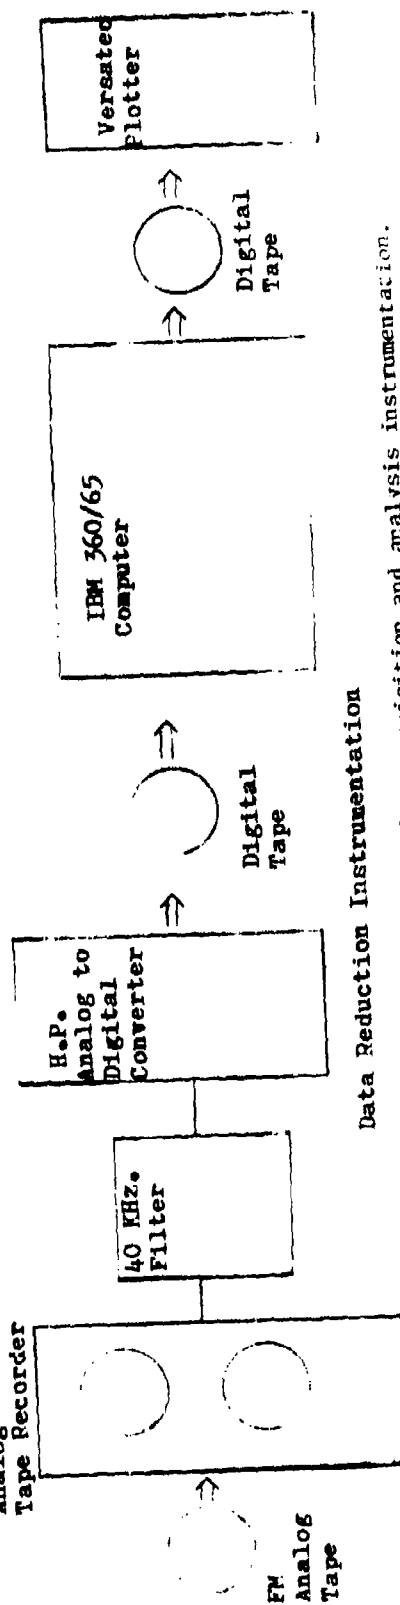 FM
Analog
Tape
Analog
Tape Recorder
40 KHz.
Filter
H.P.
Analog to
Digital
Converter
Digital
Tape
IBM 360/65
Computer
Digital
Tape
Versatec
Plotter
Data Reduction Instrumentation
and analysis instrumentation.